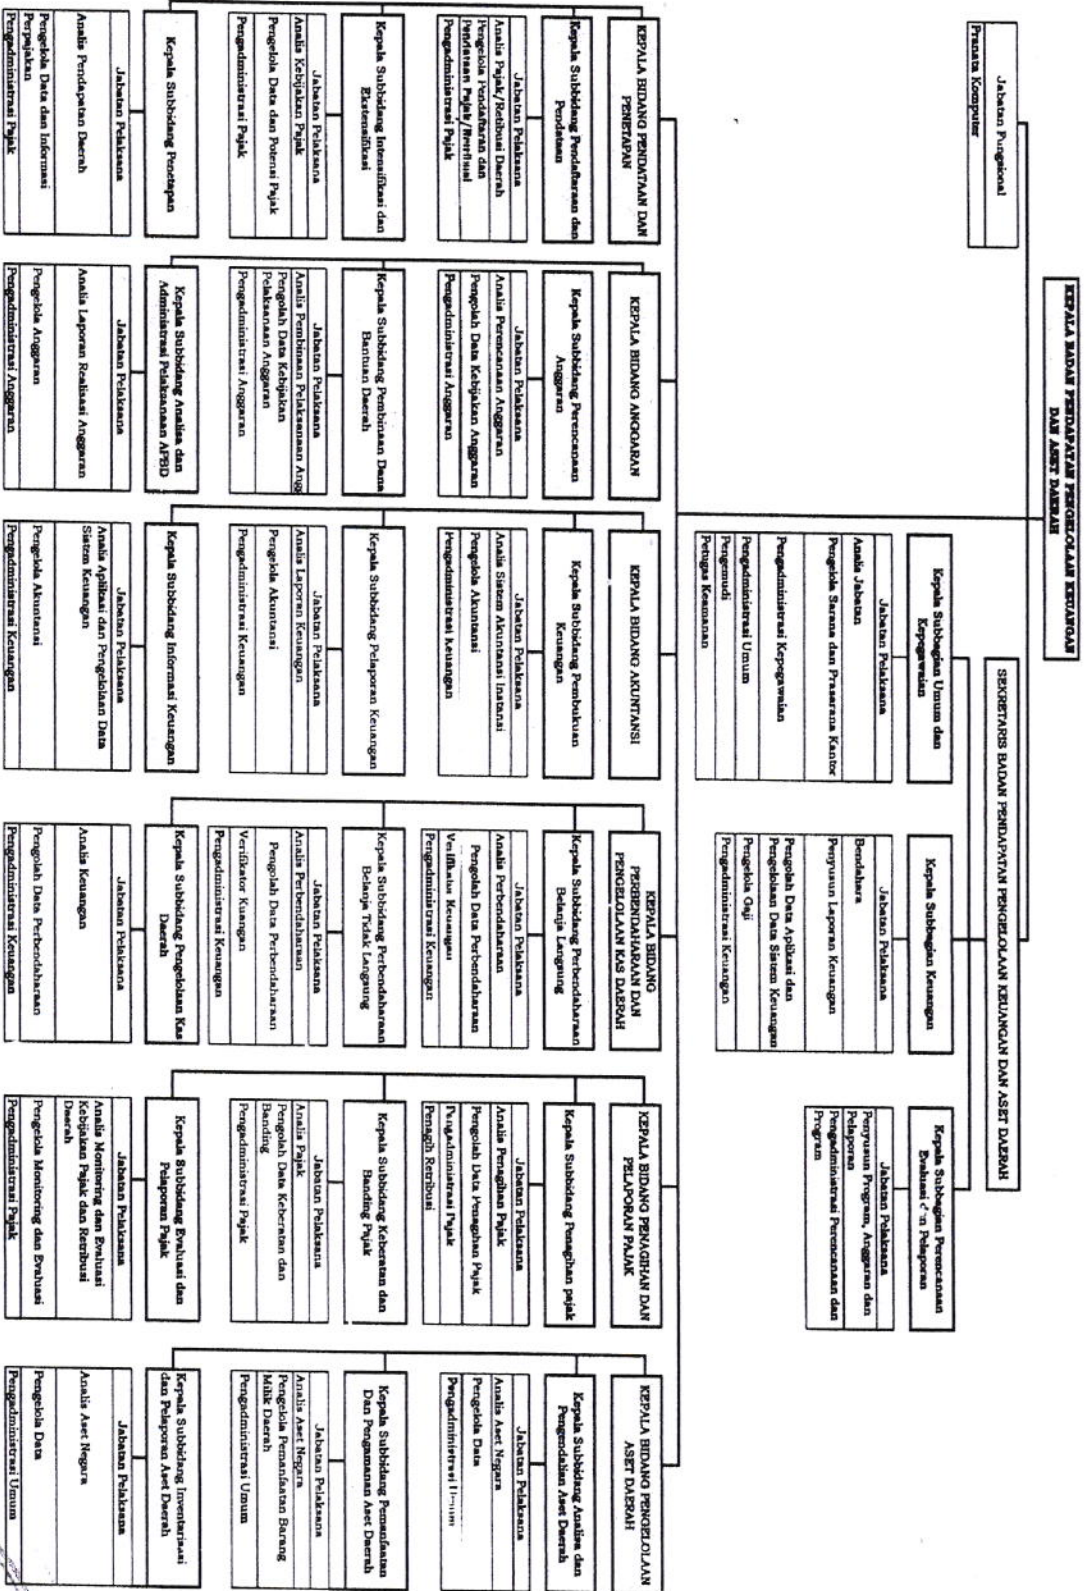 KEPALA BADAN PENDAPATAN PENGELOLAAN KEUANGAN
DAN ASET DAERAH
Jabatan Fungsional
Pranata Komputer
SEKRETARIS BADAN PENDAPATAN PENGELOLAAN KEUANGAN DAN ASET DAERAH
Kepala Subbagian Umum dan
Kepegawaian
Jabatan Pelaksana
Analis Jabatan
Pengelola Sarana dan Prasarana Kantor
Pengadministrasi Kepegawaian
Pengadministrasi Umum
Pengemudi
Petugas Keamanan
Kepala Subbagian Keuangan
Jabatan Pelaksana
Bendahara
Penyusun Laporan Keuangan
Pengolah Data Aplikasi dan
Pengelolaan Data Sistem Keuangan
Pengelola Gaji
Pengadministrasi Keuangan
Kepala Subbagian Perencanaan
Evaluasi dan Pelaporan
Jabatan Pelaksana
Penyusun Program, Anggaran dan
Pelaporan
Pengadministrasi Perencanaan dan
Program
KEPALA BIDANG PENDATAAN DAN
PENETAPAN
Kepala Subbidang Pendaftaraan dan
Pendataan
Jabatan Pelaksana
Analis Pajak/Retibusi Daerah
Pengelola Pendaftaran dan
Pendataan Pajak/
Pengadministrasi Pajak
Kepala Subbidang Intensifikasi dan
Ekstensifikasi
Jabatan Pelaksana
Analis Kebijakan Pajak
Pengelola Data dan Potensi Pajak
Pengadministrasi Pajak
Kepala Subbidang Penetapan
Jabatan Pelaksana
Analis Pendapatan Daerah
Pengelola Data dan Informasi
Perpajakan
Pengadministrasi Pajak
KEPALA BIDANG ANGGARAN
Kepala Subbidang Perencanaan
Anggaran
Jabatan Pelaksana
Analis Perencanaan Anggaran
Pengolah Data Kebijakan Anggaran
Pengadministrasi Anggaran
Kepala Subbidang Pembinaan Dana
Bantuan Daerah
Jabatan Pelaksana
Analis Pembinaan Pelaksanaan Angg
Pengolah Data Kebijakan
Pelaksanaan Anggaran
Pengadministrasi Anggaran
Kepala Subbidang Analisa dan
Administrasi Pelaksanaan APBD
Jabatan Pelaksana
Analis Laporan Realisasi Anggaran
Pengelola Anggaran
Pengadministrasi Anggaran
KEPALA BIDANG AKUNTANSI
Kepala Subbidang Pembukuan
Keuangan
Jabatan Pelaksana
Analis Sistem Akuntansi Instansi
Pengelola Akuntansi
Pengadministrasi keuangan
Kepala Subbidang Pelaporan Keuangan
Jabatan Pelaksana
Analis Laporan Keuangan
Pengelola Akuntansi
Pengadministrasi Keuangan
Kepala Subbidang Informasi Keuangan
Jabatan Pelaksana
Analis Aplikasi dan Pengelolaan Data
Sistem Keuangan
Pengelola Akuntansi
Pengadministrasi Keuangan
KEPALA BIDANG
PERBENDAHARAAN DAN
PENGELOLAAN KAS DAERAH
Kepala Subbidang Perbendaharaan
Belanja Langsung
Jabatan Pelaksana
Analis Perbendaharaan
Pengolah Data Perbendaharaan
Keuangan
Pengadministrasi Keuangan
Kepala Subbidang Perbendaharaan
Belanja Tidak Langsung
Jabatan Pelaksana
Analis Perbendaharaan
Pengolah Data Perbendaharaan
Verifikator Kuangan
Pengadministrasi Keuangan
Kepala Subbidang Pengelolaan Kas
Daerah
Jabatan Pelaksana
Analis Keuangan
Pengolah Data Perbendaharaan
Pengadministrasi Keuangan
KEPALA BIDANG PENAGIHAN DAN
PELAPORAN PAJAK
Kepala Subbidang Penagihan pajak
Jabatan Pelaksana
Analis Penagihan Pajak
Pengolah Data Penagihan Pajak
Pengadministrasi Pajak
Penagih Retribusi
Kepala Subbidang Keberatan dan
Banding Pajak
Jabatan Pelaksana
Analis Pajak
Pengolah Data Keberatan dan
Banding
Pengadministrasi Pajak
Kepala Subbidang Evaluasi dan
Pelaporan Pajak
Jabatan Pelaksana
Analis Monitoring dan Evaluasi
Kebijakan Pajak dan Retribusi
Daerah
Pengelola Monitoring dan Evaluasi
Pengadministrasi Pajak
KEPALA BIDANG PENGELOLAAN
ASET DAERAH
Kepala Subbidang Analisa dan
Pengendalian Aset Daerah
Jabatan Pelaksana
Analis Aset Negara
Pengelola Data
Pengadministrasi Umum
Kepala Subbidang Pemanfaatan
Dan Pengamanan Aset Daerah
Jabatan Pelaksana
Analis Aset Negara
Pengelola Pemanfaatan Barang
Milik Daerah
Pengadministrasi Umum
Kepala Subbidang Inventarisasi
dan Pelaporan Aset Daerah
Jabatan Pelaksana
Analis Aset Negara
Pengelola Data
Pengadministrasi Umum